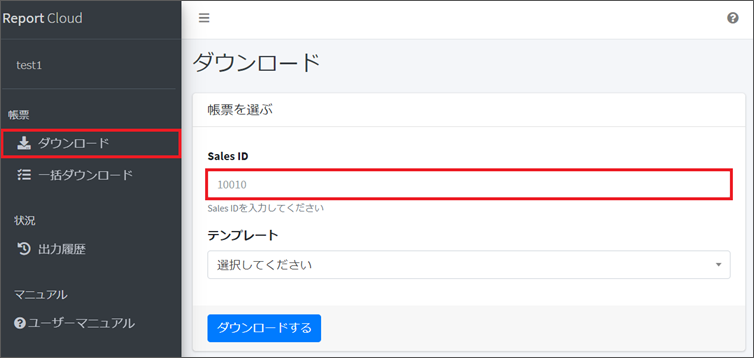 Report Cloud
test1
帳票
ダウンロード
一括ダウンロード
状況
出力履歴
マニュアル
ユーザーマニュアル
ダウンロード
帳票を選ぶ
Sales ID
10010
Sales IDを入力してください
テンプレート
選択してください
ダウンロードする